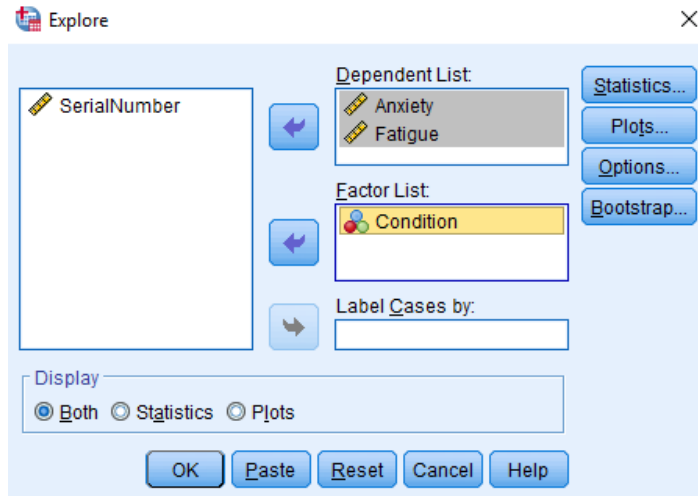 Explore
SerialNumber
Dependent List:
Anxiety
Fatigue
Factor List:
Condition
Label Cases by:
Statistics...
Plots...
Options...
Bootstrap...
Display
Both Statistics Plots
OK Paste Reset Cancel Help